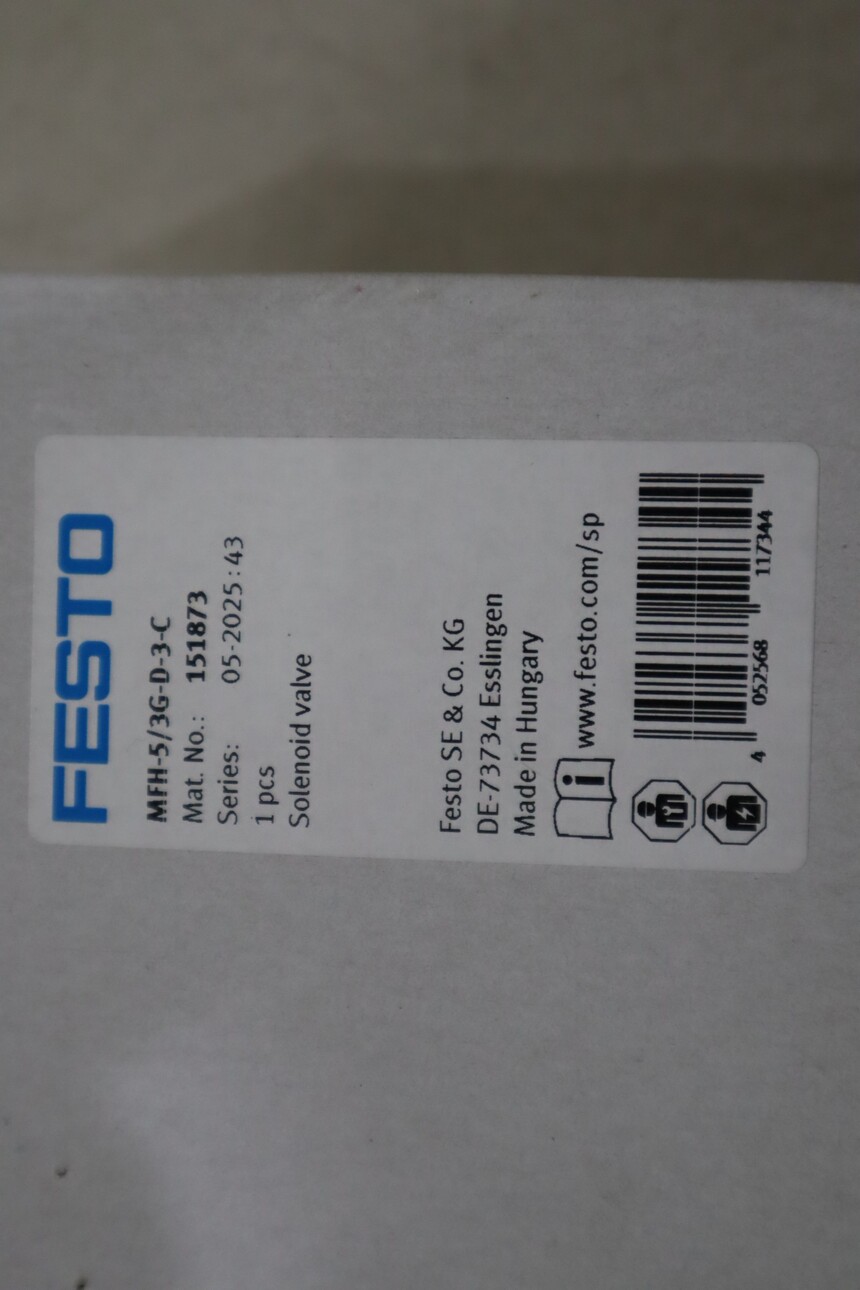 FESTO
MFH-5/3G-D-3-C
Mat. No.: 151873
Series: 05-2025:43
1 pcs
Solenoid valve
Festo SE & Co. KG
DE-73734 Esslingen
Made in Hungary
www.festo.com/sp
4 052568 117344